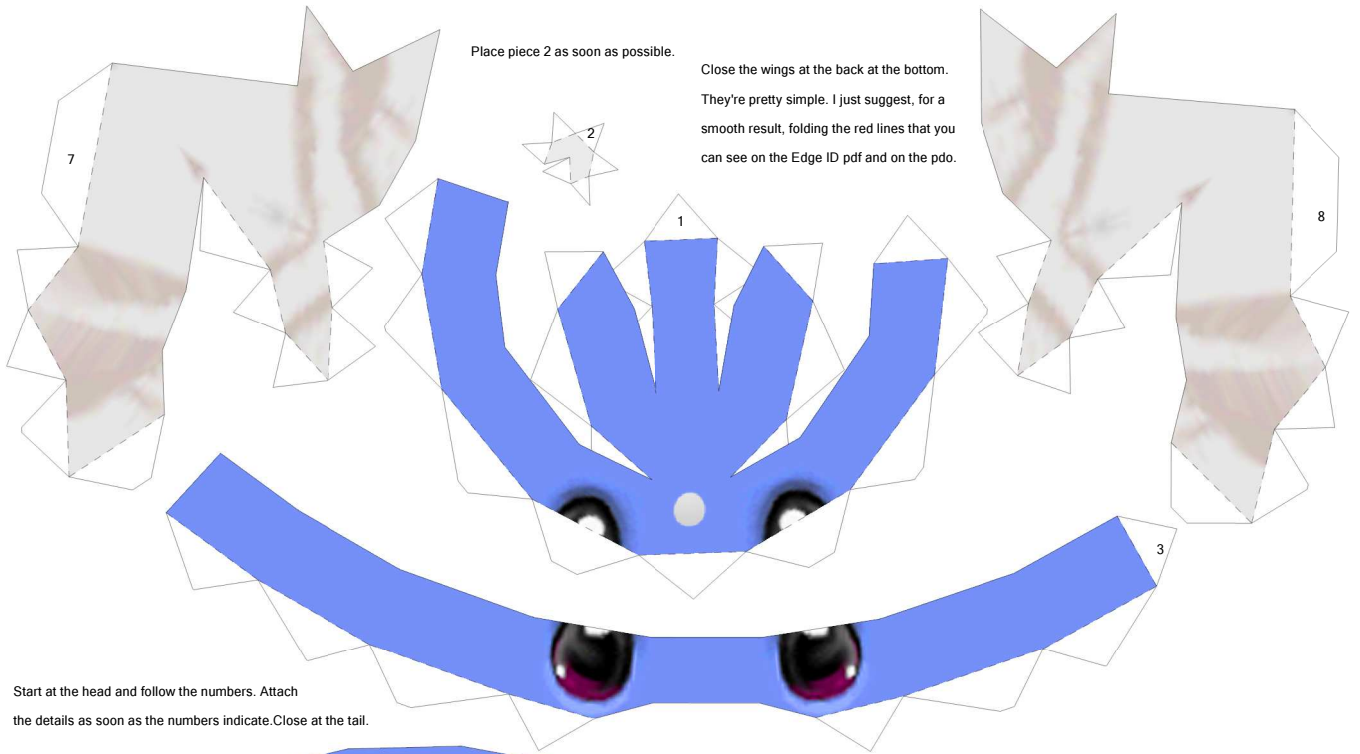 Place piece 2 as soon as possible.
Close the wings at the back at the bottom.
They're pretty simple. I just suggest, for a
smooth result, folding the red lines that you
can see on the Edge ID pdf and on the pdo.
7
2
1
8
3
Start at the head and follow the numbers. Attach
the details as soon as the numbers indicate.Close at the tail.